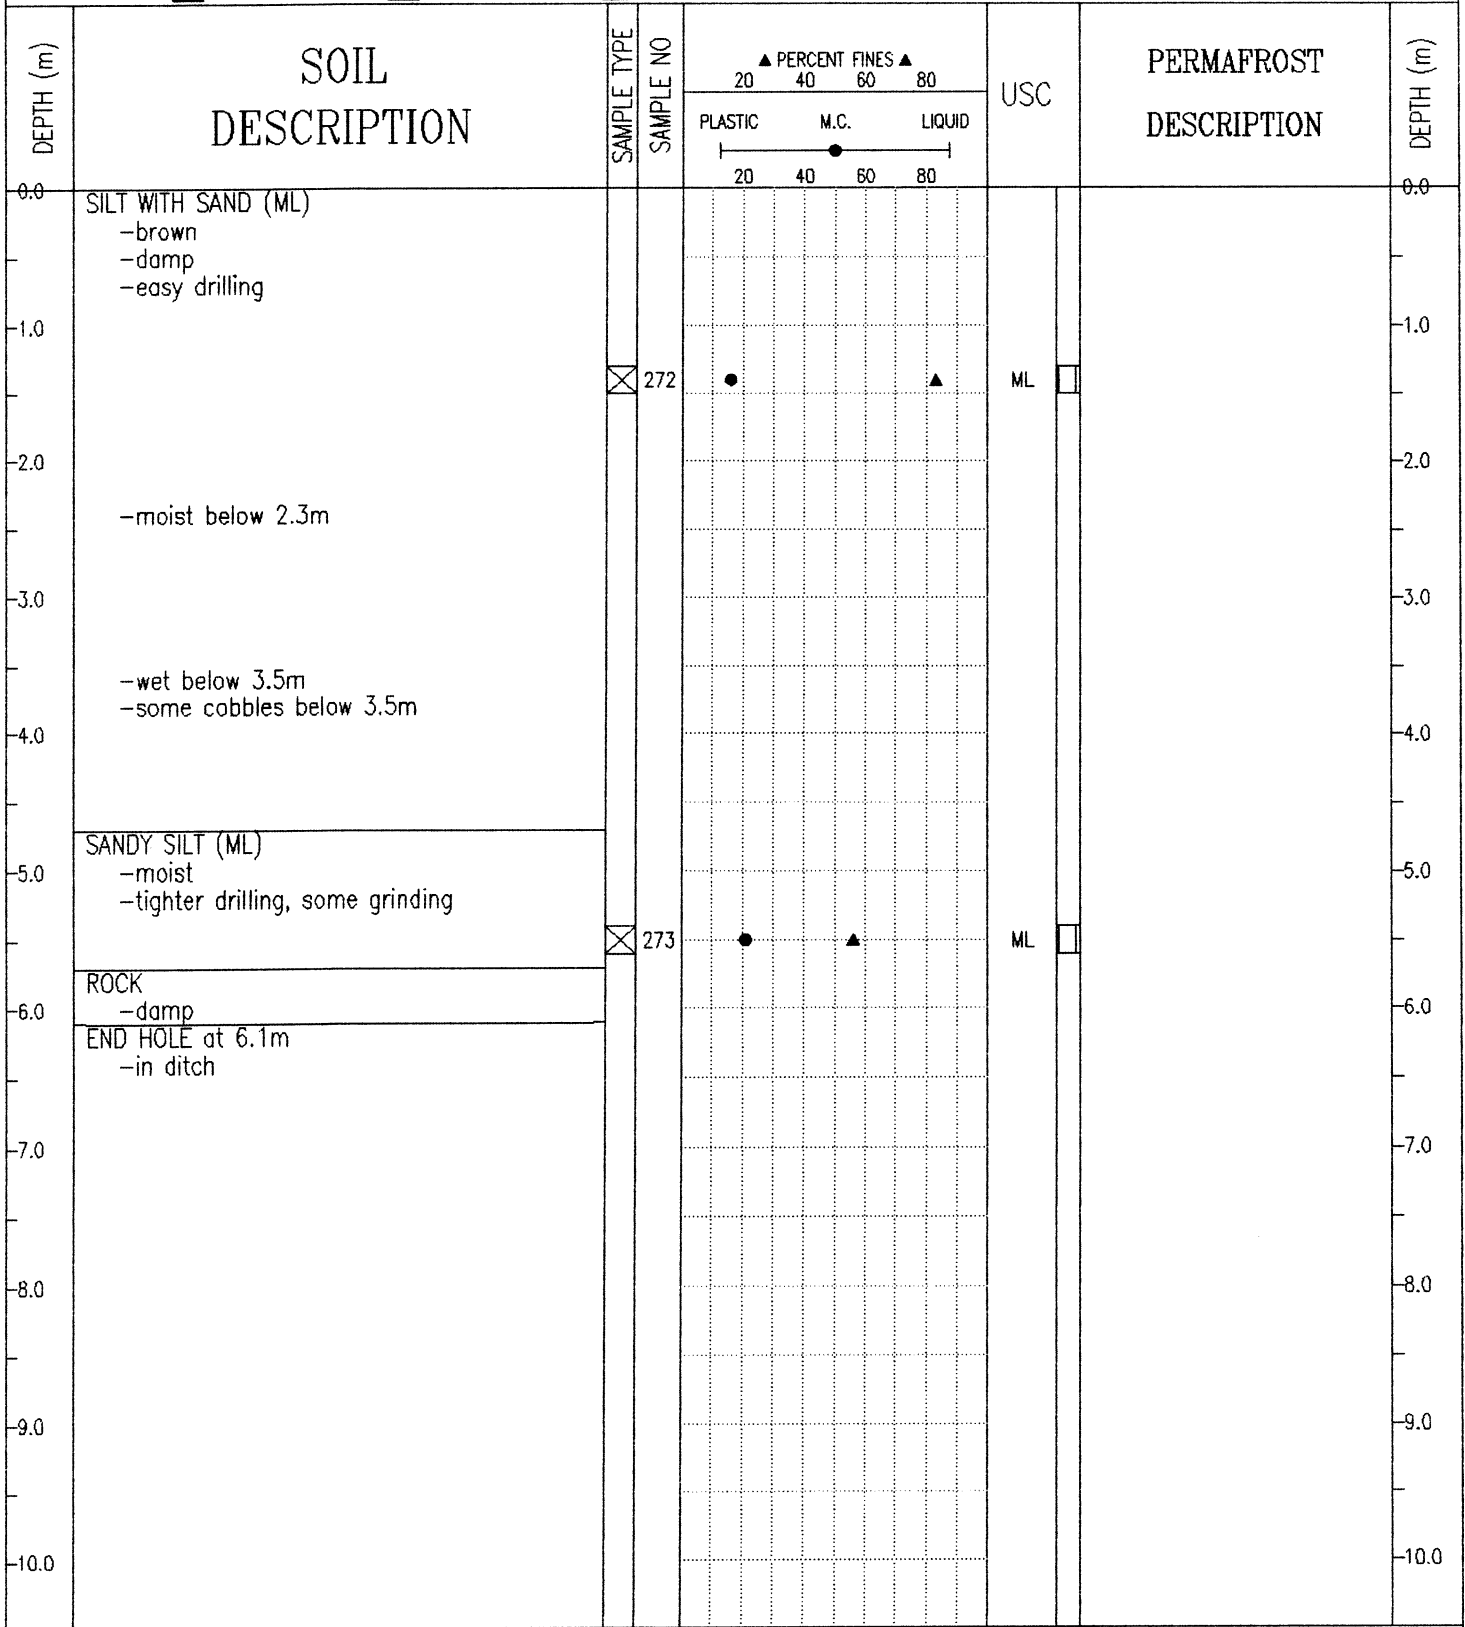 DEPTH (m)
SOIL
DESCRIPTION
SAMPLE TYPE
SAMPLE NO
▲ PERCENT FINES ▲
20 40 60 80
PLASTIC M.C. LIQUID
20 40 60 80
USC
PERMAFROST
DESCRIPTION
DEPTH (m)
0.0 0.0
SILT WITH SAND (ML)
-brown
-damp
-easy drilling
1.0 1.0
272 ML
2.0 2.0
-moist below 2.3m
3.0 3.0
-wet below 3.5m
-some cobbles below 3.5m
4.0 4.0
SANDY SILT (ML)
-moist
5.0 5.0
-tighter drilling, some grinding
273 ML
ROCK
-damp
6.0 6.0
END HOLE at 6.1m
-in ditch
7.0 7.0
8.0 8.0
9.0 9.0
10.0 10.0